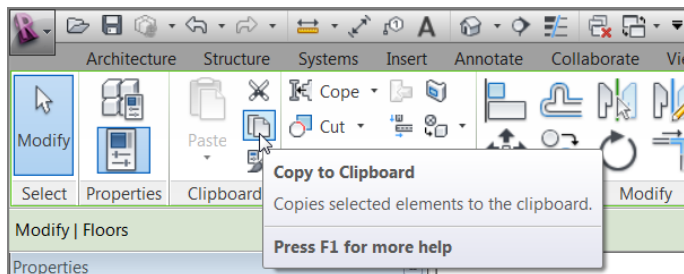 Architecture Structure Systems Insert Annotate Collaborate Vi
Modify
Paste
Cope
Cut
Select Properties Clipboard Modify
Copy to Clipboard
Copies selected elements to the clipboard.
Press F1 for more help
Modify | Floors
Properties